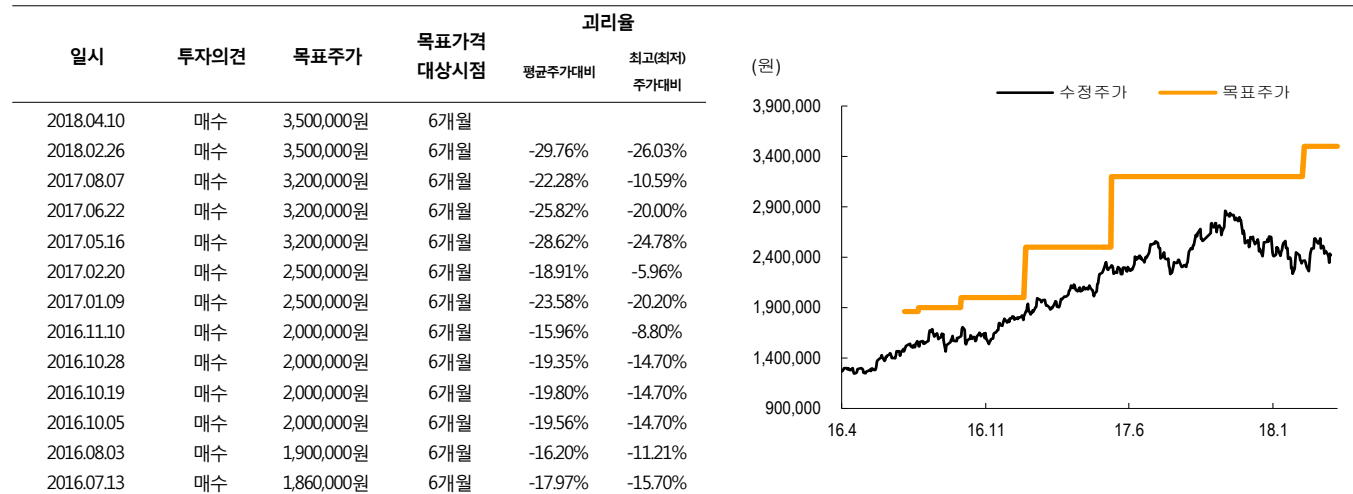 일시 투자의견 목표주가 목표가격 대상시점 괴리율
평균주가대비 최고(최저) 주가대비
2018.04.10 매수 3,500,000원 6개월
2018.02.26 매수 3,500,000원 6개월 -29.76% -26.03%
2017.08.07 매수 3,200,000원 6개월 -22.28% -10.59%
2017.06.22 매수 3,200,000원 6개월 -25.82% -20.00%
2017.05.16 매수 3,200,000원 6개월 -28.62% -24.78%
2017.02.20 매수 2,500,000원 6개월 -18.91% -5.96%
2017.01.09 매수 2,500,000원 6개월 -23.58% -20.20%
2016.11.10 매수 2,000,000원 6개월 -15.96% -8.80%
2016.10.28 매수 2,000,000원 6개월 -19.35% -14.70%
2016.10.19 매수 2,000,000원 6개월 -19.80% -14.70%
2016.10.05 매수 2,000,000원 6개월 -19.56% -14.70%
2016.08.03 매수 1,900,000원 6개월 -16.20% -11.21%
2016.07.13 매수 1,860,000원 6개월 -17.97% -15.70%
(원)
수정주가 목표주가
3,900,000
3,400,000
2,900,000
2,400,000
1,900,000
1,400,000
900,000
16.4 16.11 17.6 18.1